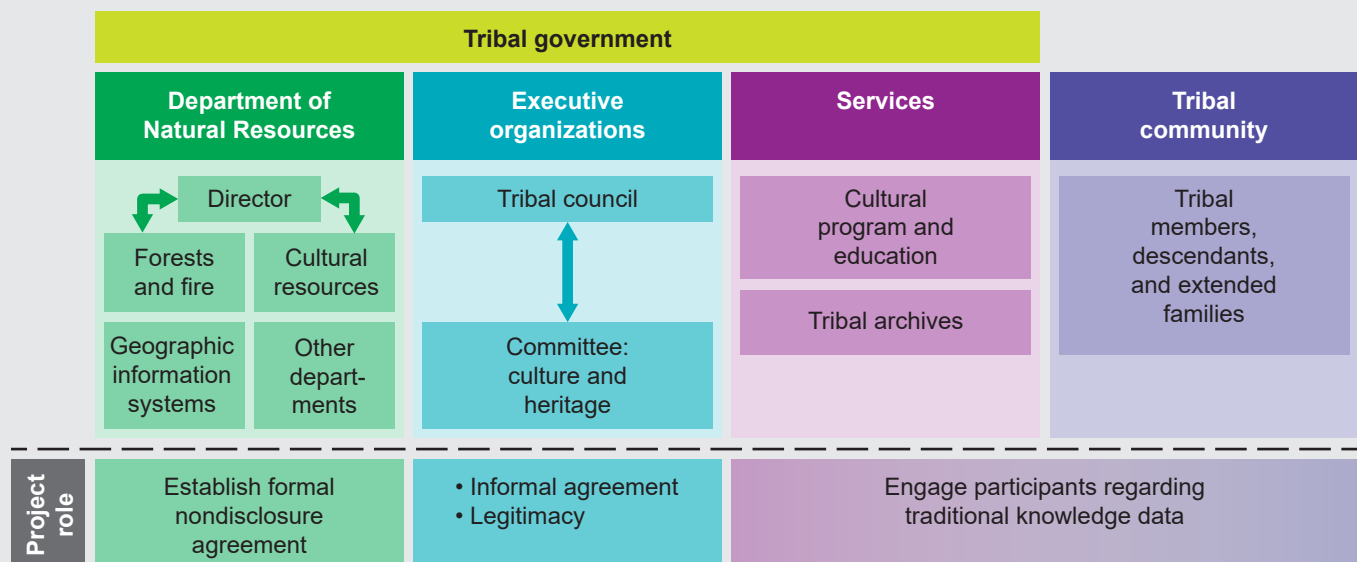 Tribal government
Department of
Natural Resources
Executive
organizations
Services
Tribal
community
Director
Forests
and fire
Cultural
resources
Geographic
information
systems
Other
depart-
ments
Tribal council
Committee:
culture and
heritage
Cultural
program and
education
Tribal archives
Tribal
members,
descendants,
and extended
families
Project
role
Establish formal
nondisclosure
agreement
• Informal agreement
• Legitimacy
Engage participants regarding
traditional knowledge data